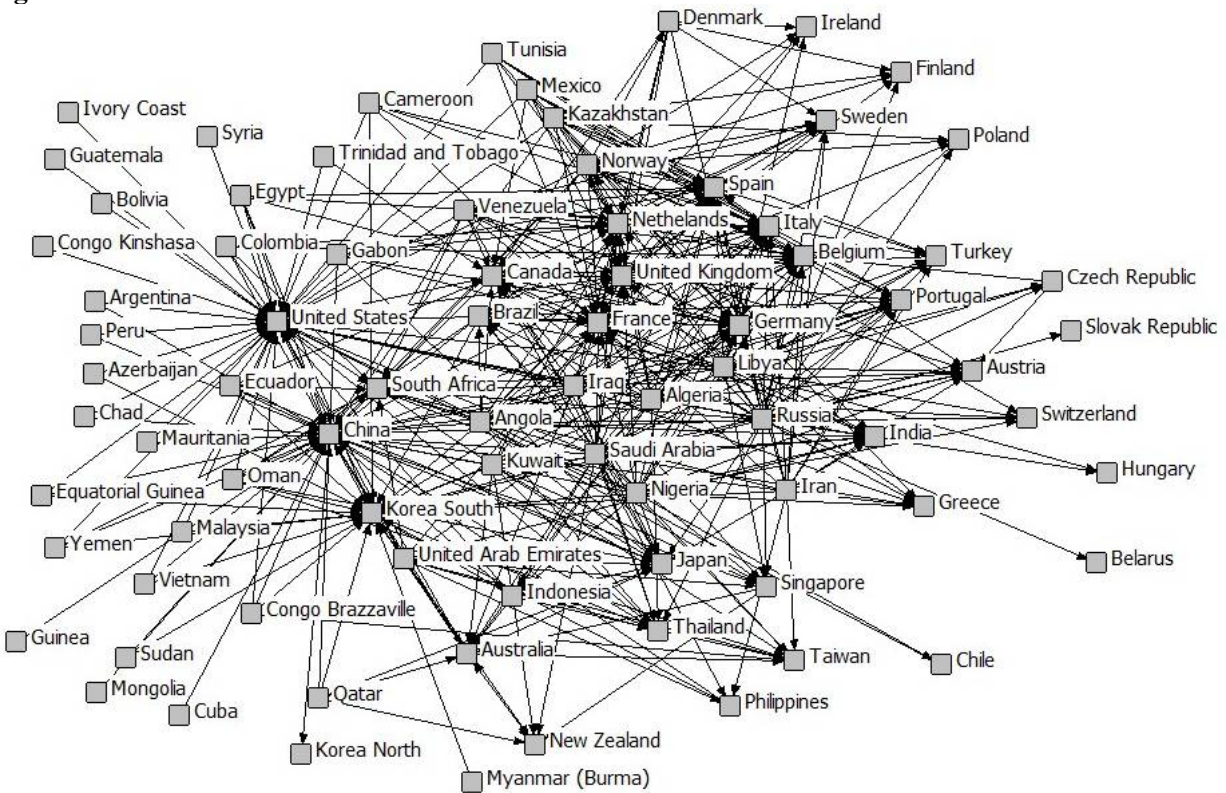 Denmark
Ireland
Tunisia
Finland
Mexico
Cameroon
Kazakhstan
Ivory Coast
Sweden
Syria
Poland
Guatemala
Trinidad and Tobago
Norway
Egypt
Spain
Bolivia
Venezuela
Nethelands
Italy
Congo Kinshasa
Colombia
Gabon
Belgium
Turkey
Canada
United Kingdom
Czech Republic
Argentina
Portugal
United States
Brazil
France
Germany
Slovak Republic
Peru
Libya
Azerbaijan
Ecuador
South Africa
Iraq
Algeria
Austria
Chad
Angola
Russia
Switzerland
Mauritania
China
India
Oman
Kuwait
Saudi Arabia
Hungary
Equatorial Guinea
Korea South
Nigeria
Iran
Greece
Yemen
Malaysia
United Arab Emirates
Japan
Belarus
Vietnam
Indonesia
Singapore
Congo Brazzaville
Thailand
Guinea
Sudan
Australia
Taiwan
Chile
Mongolia
Qatar
Cuba
Philippines
Korea North
New Zealand
Myanmar (Burma)